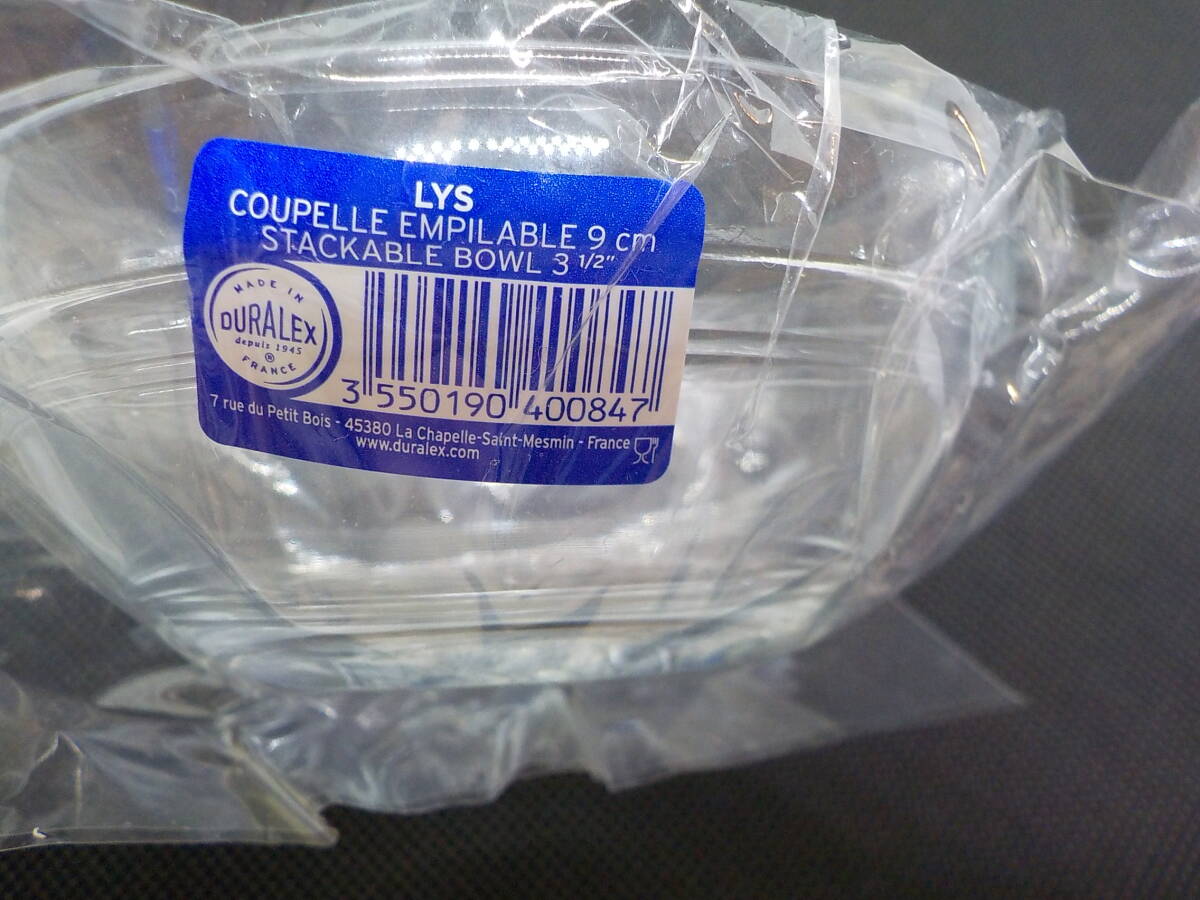 LYS
COUPELLE EMPILABLE 9 cm
STACKABLE BOWL 3 1/2"
MADE IN
DURALEX
depuis 1945
®
FRANCE
3 550190 400847
7 rue du Petit Bois - 45380 La Chapelle-Saint-Mesmin - France
www.duralex.com